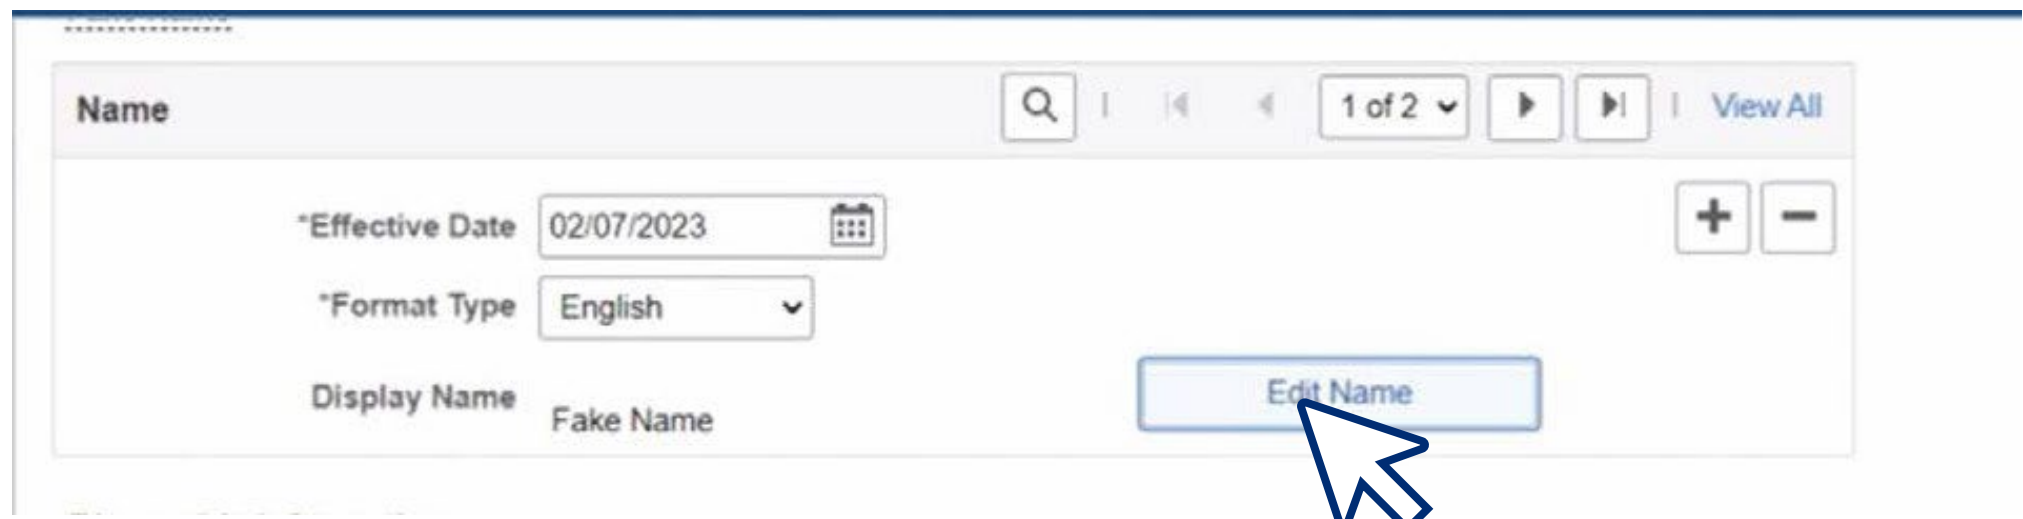 Name 1 of 2 View All
*Effective Date 02/07/2023
*Format Type English
Display Name Fake Name Edit Name